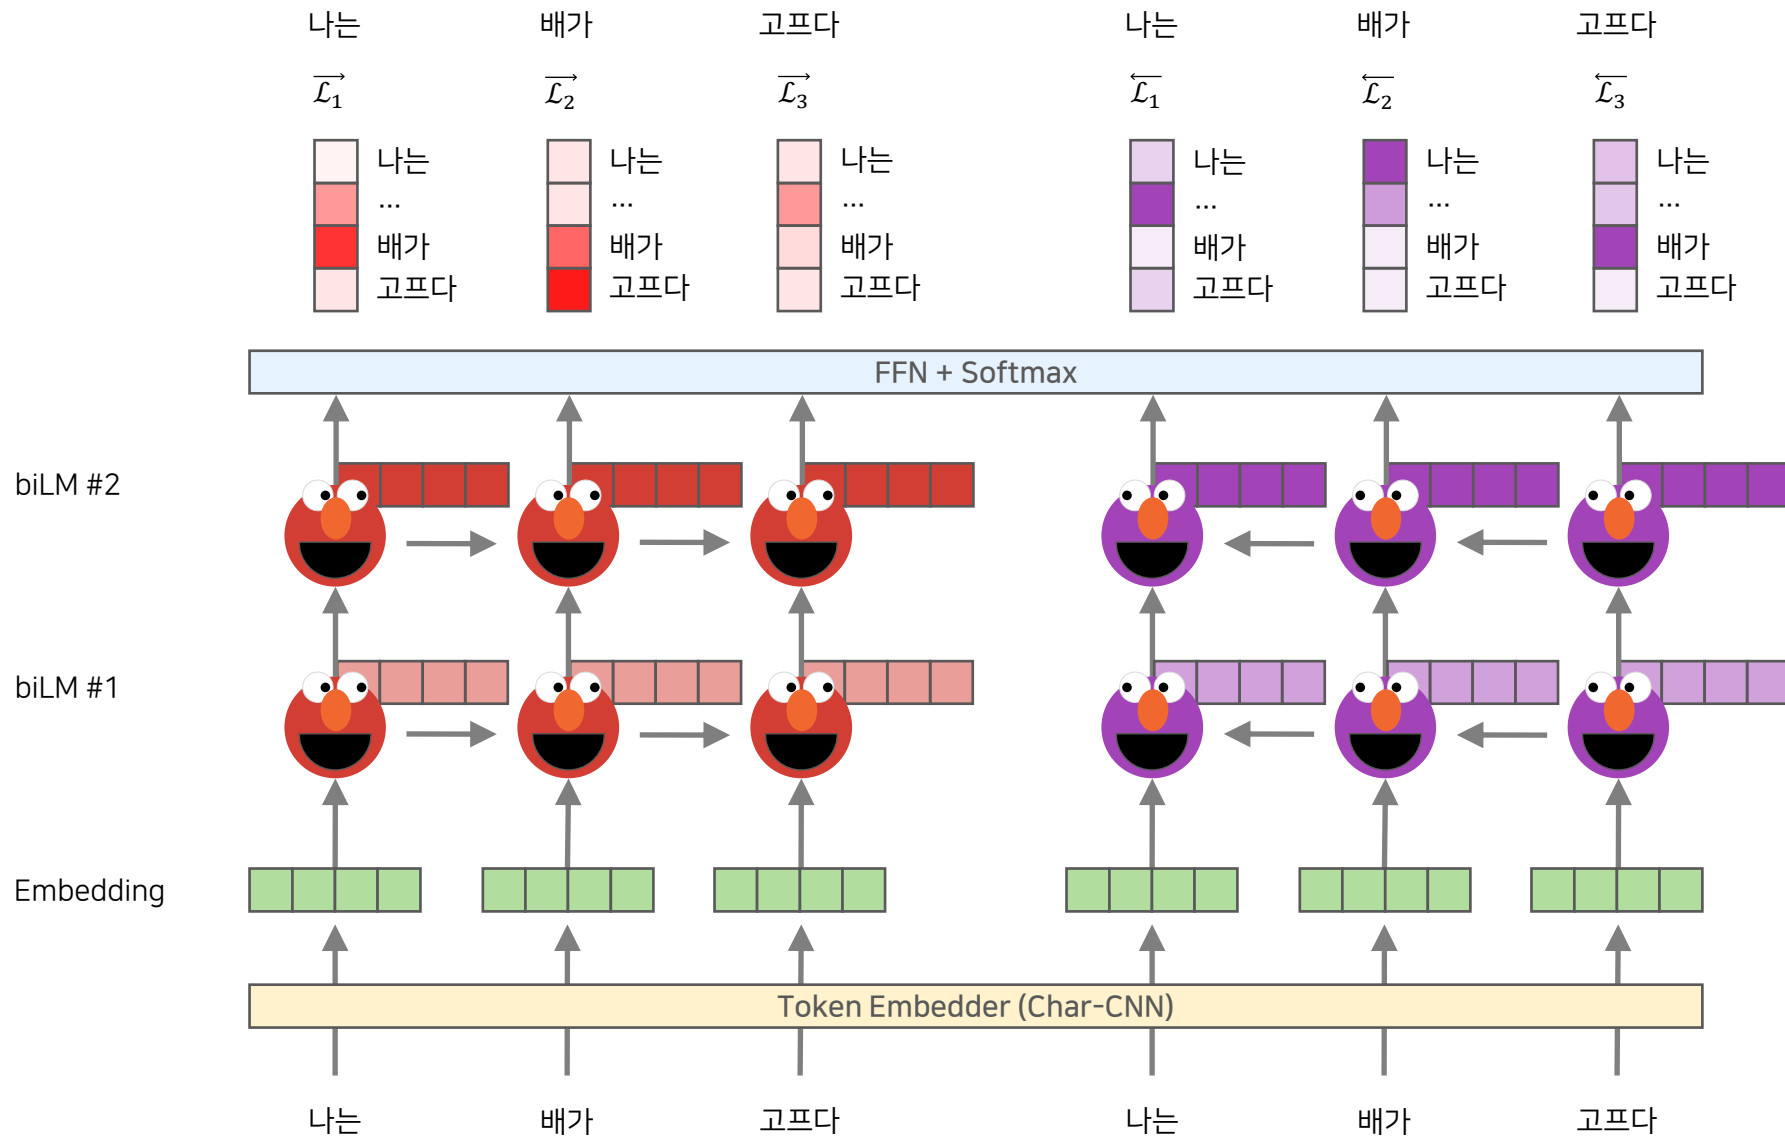 나는 배가 고프다 나는 배가 고프다
ℒ₁→ ℒ₂→ ℒ₃→ ℒ₁← ℒ₂← ℒ₃←
나는 나는 나는 나는 나는 나는
... ... ... ... ... ...
배가 배가 배가 배가 배가 배가
고프다 고프다 고프다 고프다 고프다 고프다
FFN + Softmax
biLM #2
biLM #1
Embedding
Token Embedder (Char-CNN)
나는 배가 고프다 나는 배가 고프다